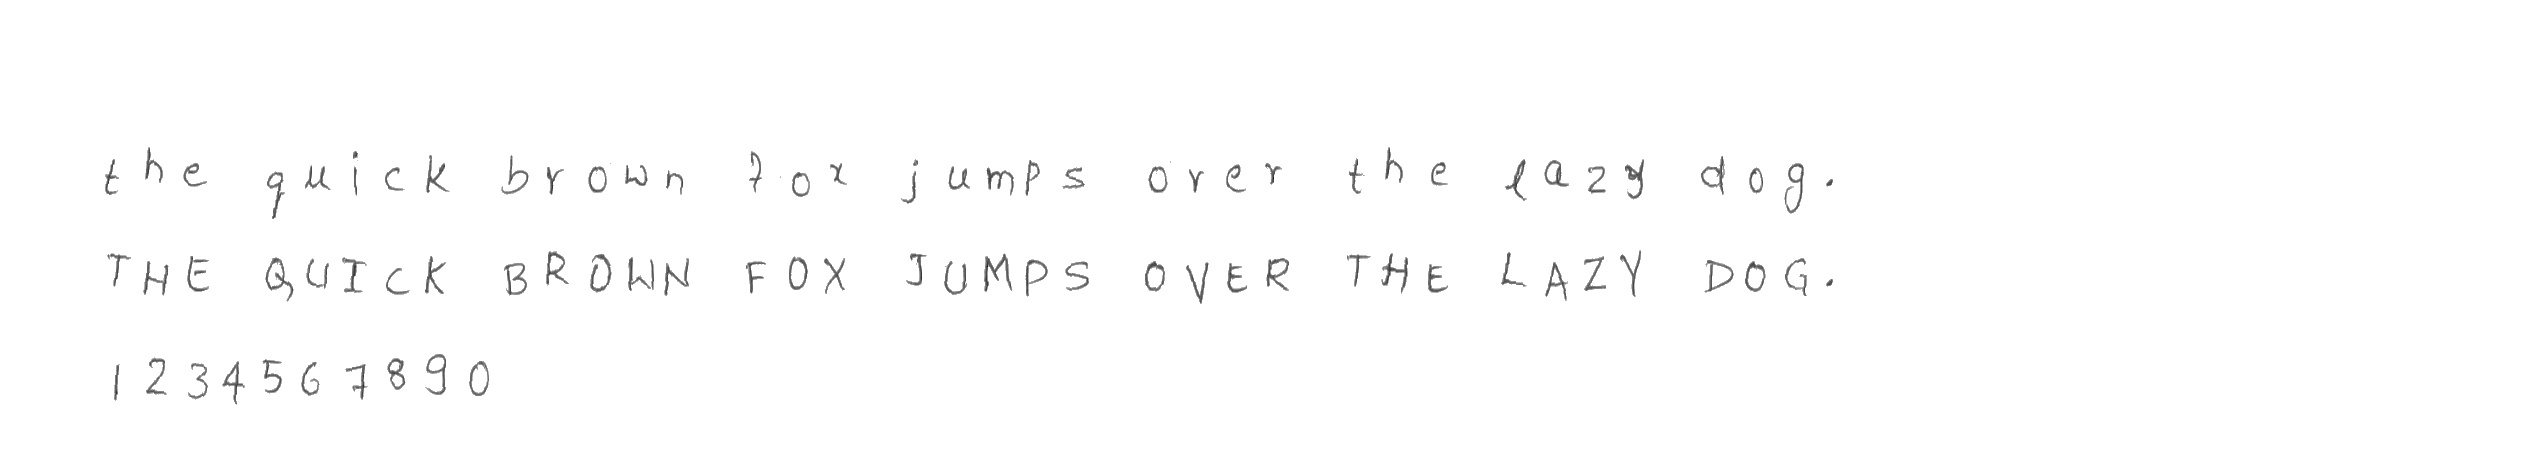 the quick brown fox jumps over the lazy dog.
THE QUICK BROWN FOX JUMPS OVER THE LAZY DOG.
1234567890